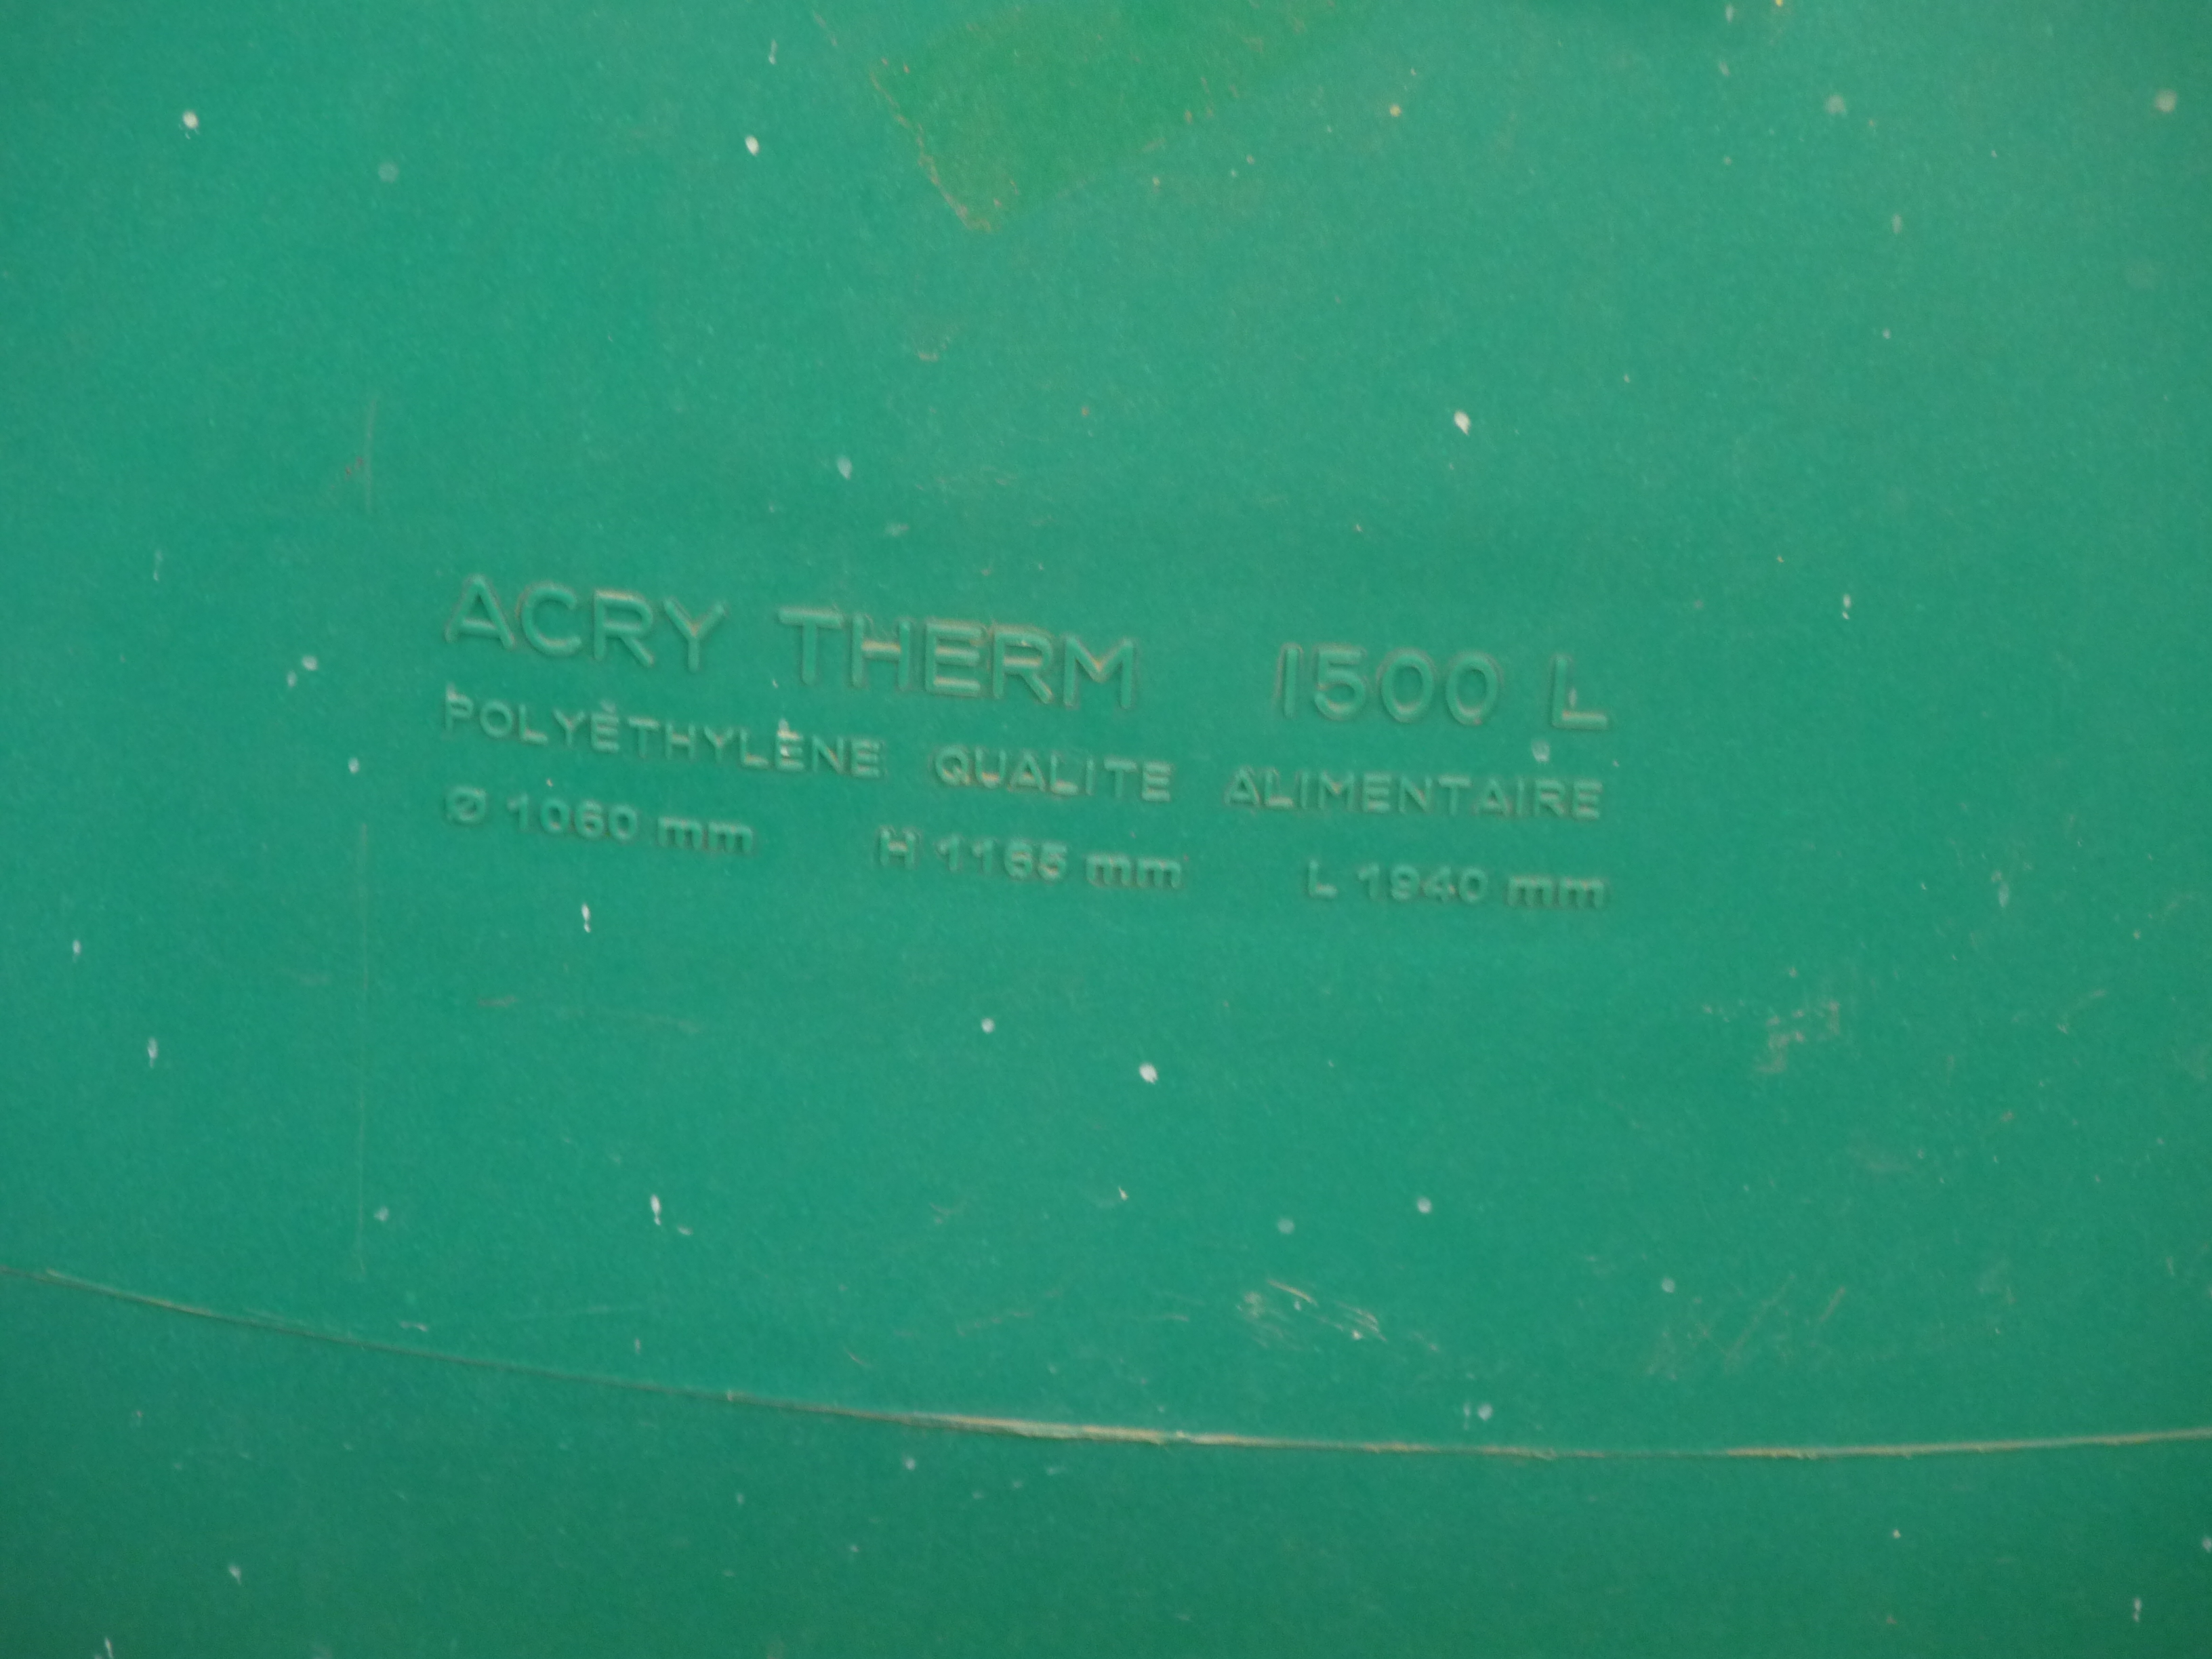 ACRY THERM 1500 L
POLYÉTHYLÈNE QUALITE ALIMENTAIRE
Ø 1060 mm H 1165 mm L 1940 mm